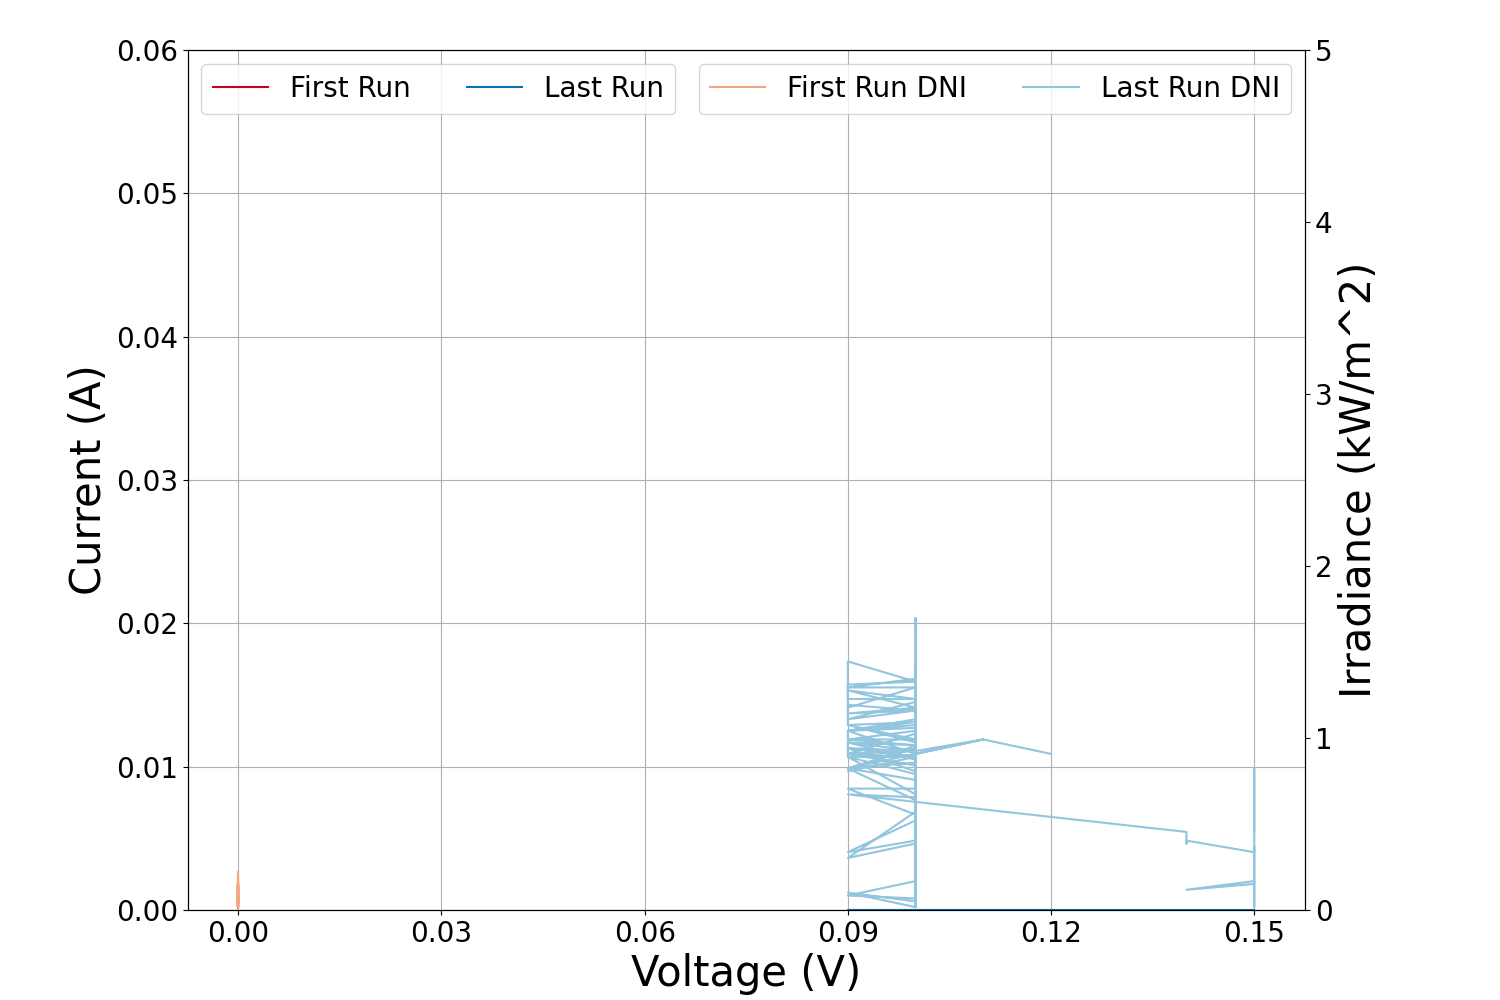 First Run
Last Run
First Run DNI
Last Run DNI
0.06
0.05
0.04
0.03
0.02
0.01
0.00
Current (A)
0.00
0.03
0.06
0.09
0.12
0.15
Voltage (V)
5
4
3
2
1
0
Irradiance (kW/m^2)